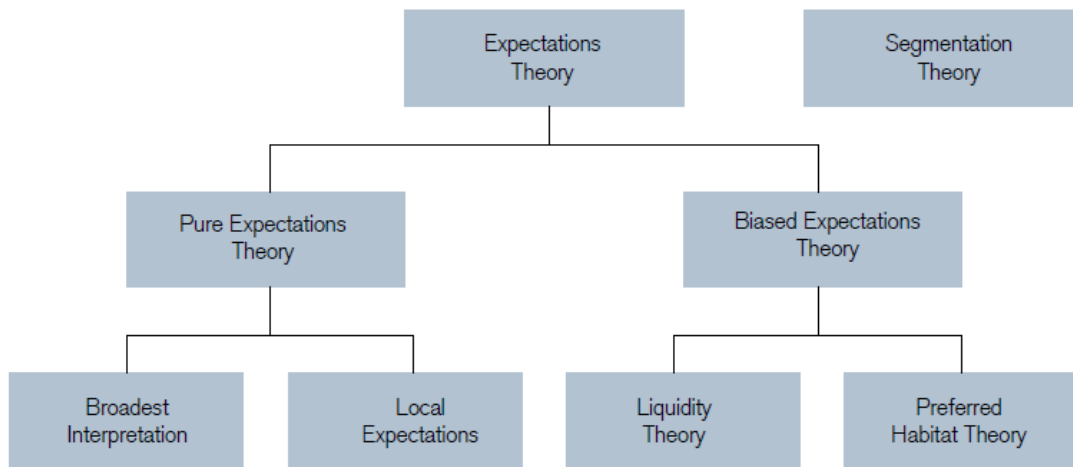 Expectations
Theory
Segmentation
Theory
Pure Expectations
Theory
Biased Expectations
Theory
Broadest
Interpretation
Local
Expectations
Liquidity
Theory
Preferred
Habitat Theory